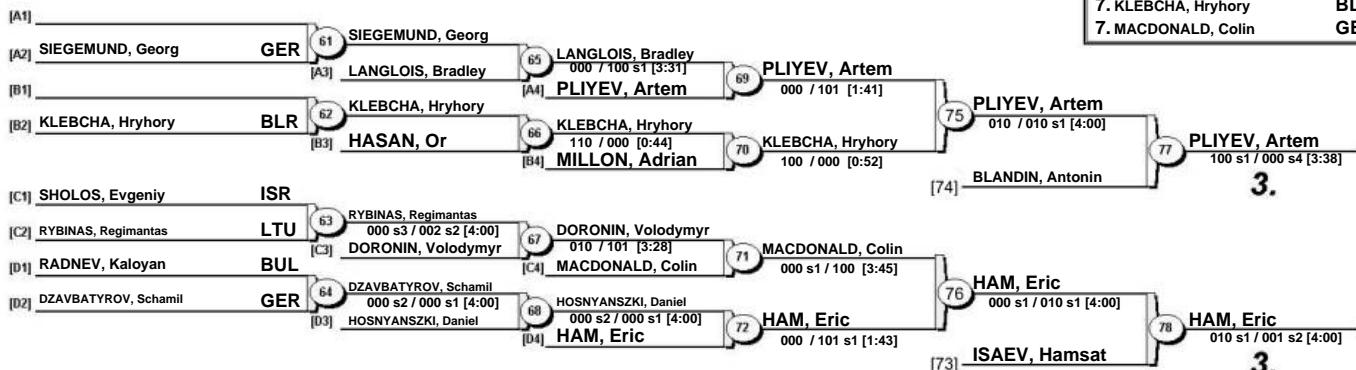 7. KLEBCHA, Hryhory
7. MACDONALD, Colin
[A1]
[A2] SIEGEMUND, Georg GER
61 SIEGEMUND, Georg
[A3] LANGLOIS, Bradley
65 LANGLOIS, Bradley
000 / 100 s1 [3:31]
[A4] PLIYEV, Artem
69 PLIYEV, Artem
000 / 101 [1:41]
[B1]
[B2] KLEBCHA, Hryhory BLR
62 KLEBCHA, Hryhory
[B3] HASAN, Or
66 KLEBCHA, Hryhory
110 / 000 [0:44]
[B4] MILLON, Adrian
70 KLEBCHA, Hryhory
100 / 000 [0:52]
75 PLIYEV, Artem
010 / 010 s1 [4:00]
[74] BLANDIN, Antonin
77 PLIYEV, Artem
100 s1 / 000 s4 [3:38]
3.
[C1] SHOLOS, Evgeniy ISR
[C2] RYBINAS, Regimantas LTU
63 RYBINAS, Regimantas
000 s3 / 002 s2 [4:00]
[C3] DORONIN, Volodymyr
67 DORONIN, Volodymyr
010 / 101 [3:28]
[C4] MACDONALD, Colin
71 MACDONALD, Colin
000 s1 / 100 [3:45]
[D1] RADNEV, Kaloyan BUL
[D2] DZAVBATYROV, Schamil GER
64 DZAVBATYROV, Schamil
000 s2 / 000 s1 [4:00]
[D3] HOSNYANSZKI, Daniel
68 HOSNYANSZKI, Daniel
000 s2 / 000 s1 [4:00]
[D4] HAM, Eric
72 HAM, Eric
000 / 101 s1 [1:43]
76 HAM, Eric
000 s1 / 010 s1 [4:00]
[73] ISAEV, Hamsat
78 HAM, Eric
010 s1 / 001 s2 [4:00]
3.